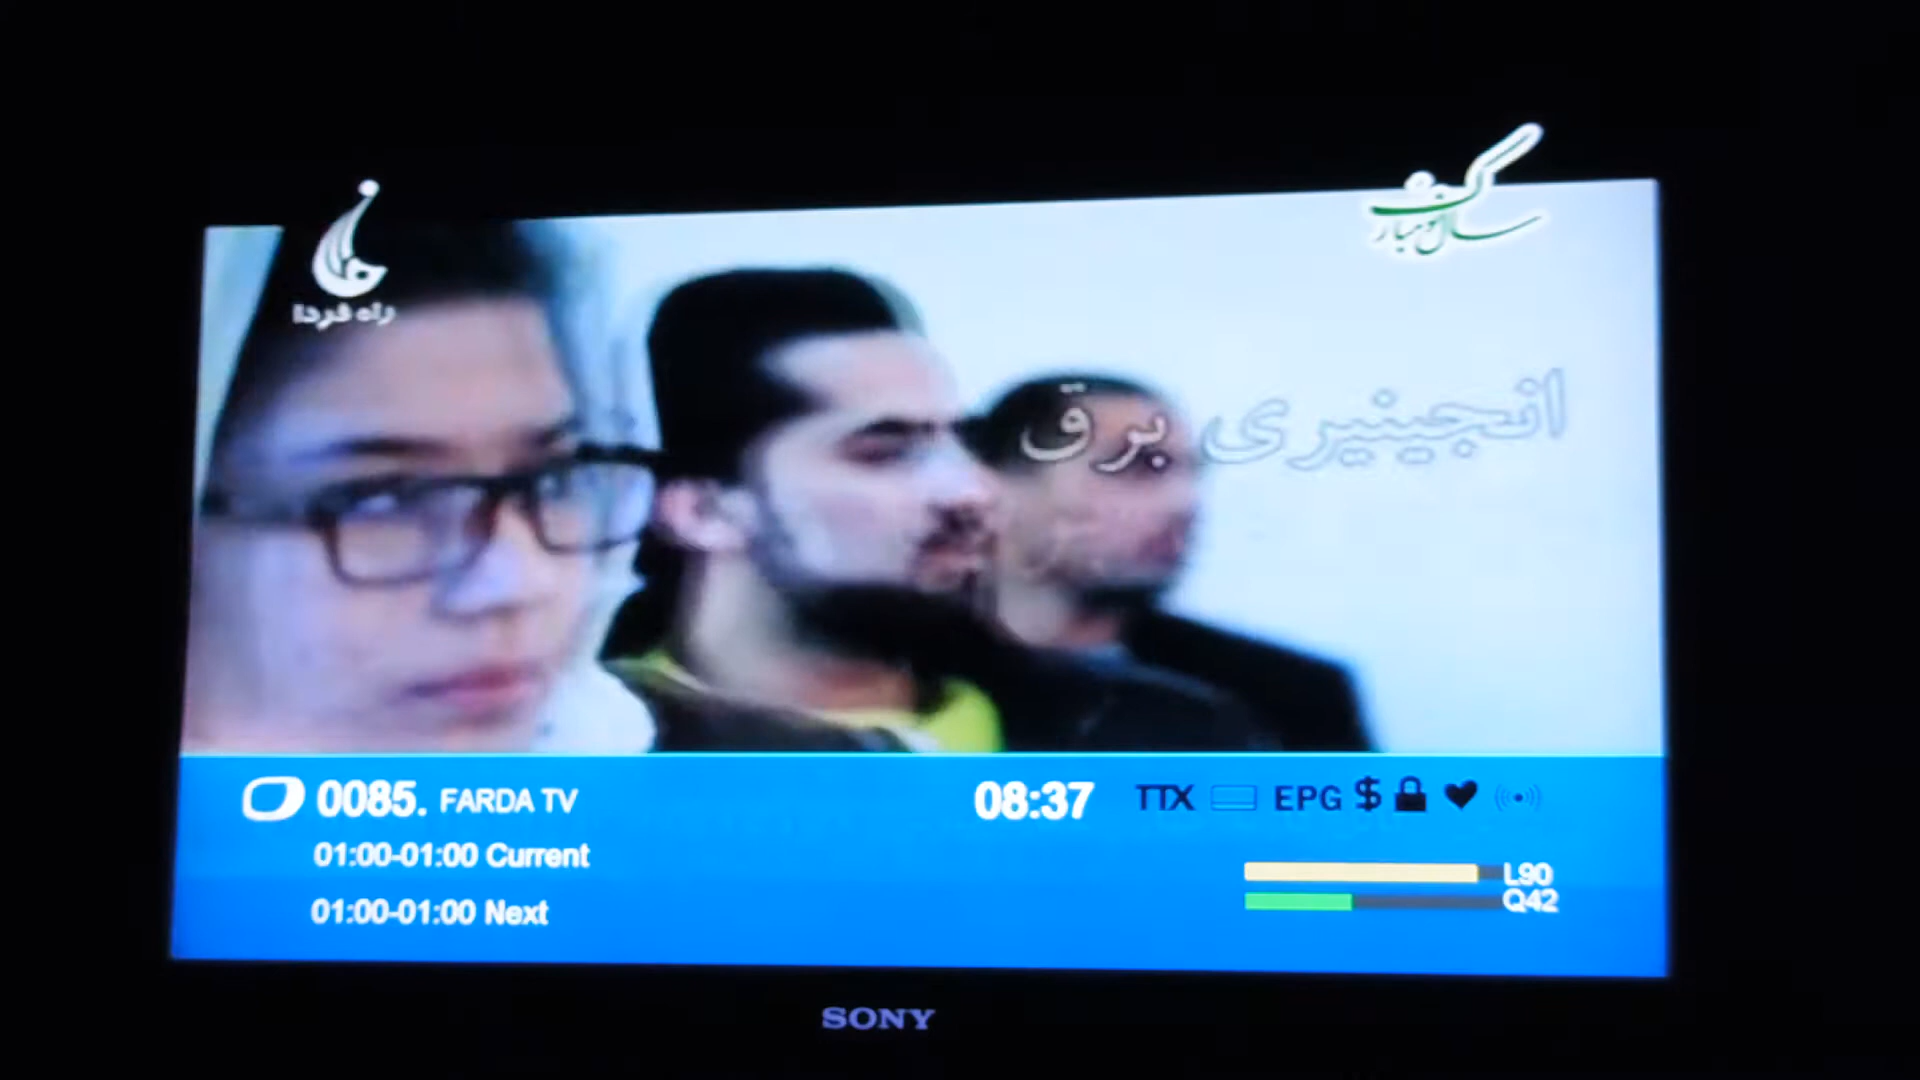 راه فردا
سال نو مبارک
انجینیری برق
0085. FARDA TV
08:37
TTX EPG $
01:00-01:00 Current
01:00-01:00 Next
L90
Q42
SONY